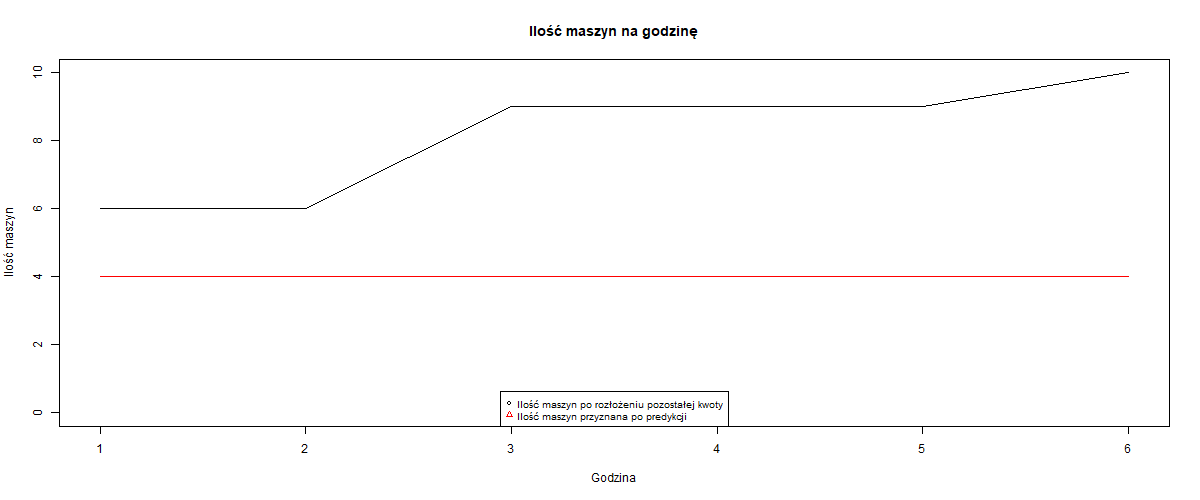 Ilość maszyn na godzinę
Ilość maszyn
10
8
6
4
2
0
Ilość maszyn po rozłożeniu pozostałej kwoty
Ilość maszyn przyznana po predykcji
1 2 3 4 5 6
Godzina